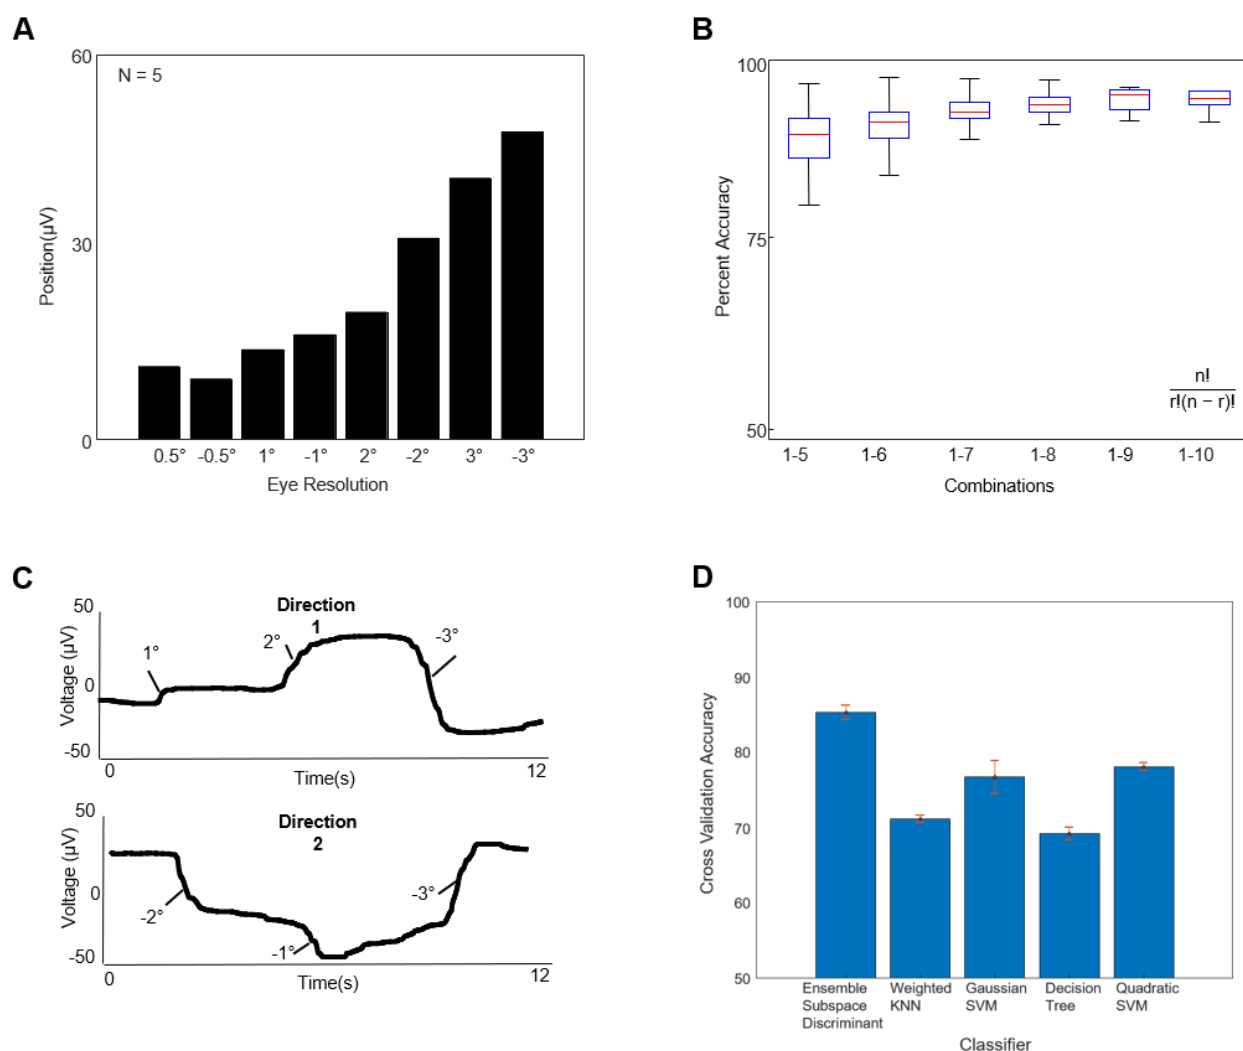 A
60
N = 5
30
0
Position(µV)
0.5° -0.5° 1° -1° 2° -2° 3° -3°
Eye Resolution
B
100
75
50
Percent Accuracy
n!
r!(n − r)!
1-5 1-6 1-7 1-8 1-9 1-10
Combinations
C
50
0
-50
Voltage (µV)
Direction
1
1°
2°
-3°
0 12
Time(s)
50
0
-50
Voltage (µV)
Direction
2
-2°
-1°
-3°
0 12
Time(s)
D
100
90
80
70
60
50
Cross Validation Accuracy
Ensemble Weighted Gaussian Decision Quadratic
Subspace KNN SVM Tree SVM
Discriminant
Classifier